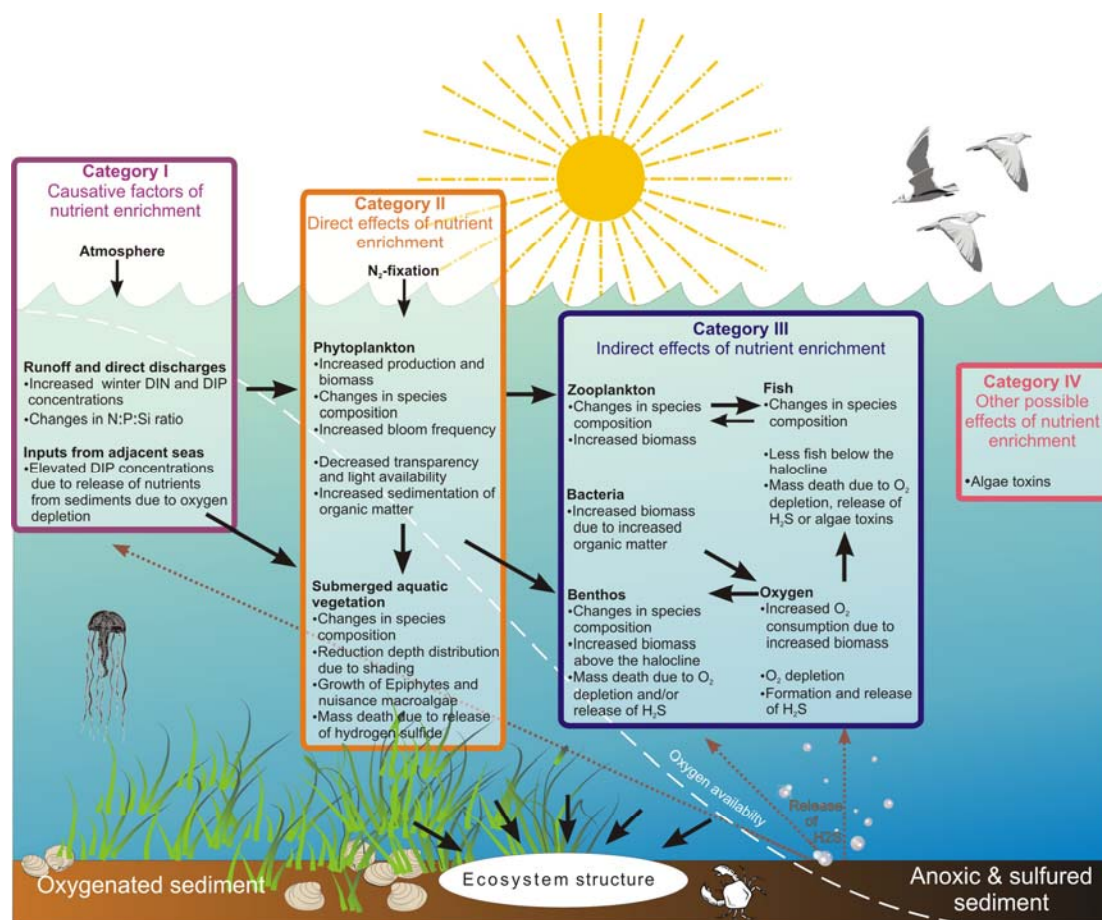 Category I
Causative factors of
nutrient enrichment
Atmosphere
Runoff and direct discharges
•Increased winter DIN and DIP
concentrations
•Changes in N:P:Si ratio
Inputs from adjacent seas
•Elevated DIP concentrations
due to release of nutrients
from sediments due to oxygen
depletion
Category II
Direct effects of nutrient
enrichment
N₂-fixation
Phytoplankton
•Increased production and
biomass
•Changes in species
composition
•Increased bloom frequency
•Decreased transparency
and light availability
•Increased sedimentation of
organic matter
Submerged aquatic
vegetation
•Changes in species
composition
•Reduction depth distribution
due to shading
•Growth of Epiphytes and
nuisance macroalgae
•Mass death due to release
of hydrogen sulfide
Category III
Indirect effects of nutrient enrichment
Zooplankton
•Changes in species
composition
•Increased biomass
Bacteria
•Increased biomass
due to increased
organic matter
Benthos
•Changes in species
composition
•Increased biomass
above the halocline
•Mass death due to O₂
depletion and/or
release of H₂S
Fish
•Changes in species
composition
•Less fish below the
halocline
•Mass death due to O₂
depletion, release of
H₂S or algae toxins
Oxygen
•Increased O₂
consumption due to
increased biomass
•O₂ depletion
•Formation and release
of H₂S
Category IV
Other possible
effects of nutrient
enrichment
•Algae toxins
Oxygen availabilty
Release
of
H2S
Oxygenated sediment
Ecosystem structure
Anoxic & sulfured
sediment